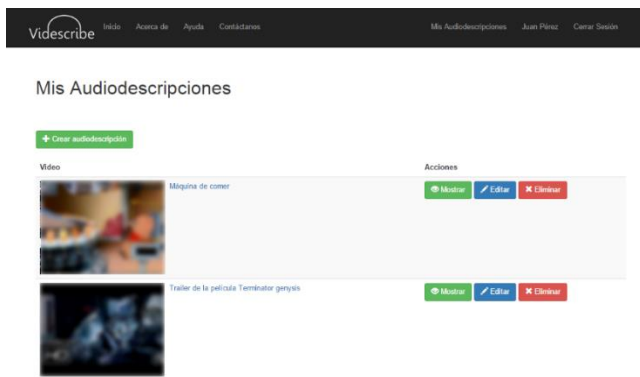 Videscribe Inicio Acerca de Ayuda Contáctanos Mis Audiodescripciones Juan Pérez Cerrar Sesión
Mis Audiodescripciones
Crear audiodescripción
Video Acciones
Máquina de comer Mostrar Editar Eliminar
Trailer de la película Terminator genysis Mostrar Editar Eliminar